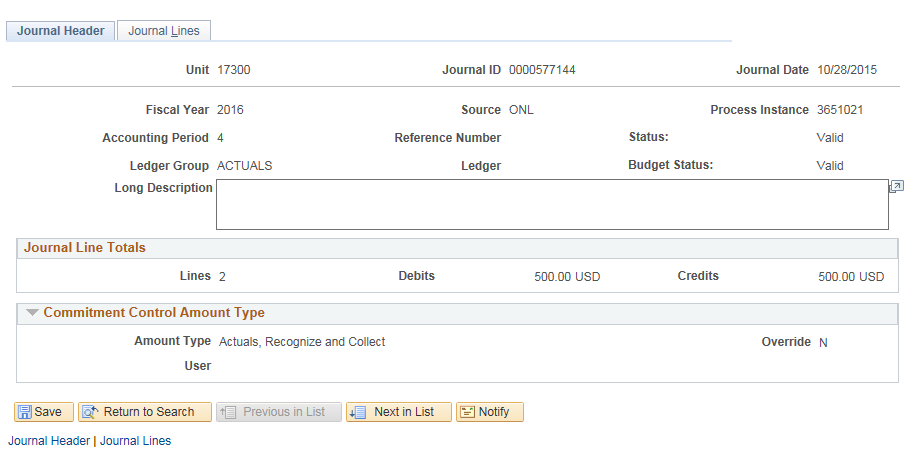 Journal Header Journal Lines
Unit 17300 Journal ID 0000577144 Journal Date 10/28/2015
Fiscal Year 2016 Source ONL Process Instance 3651021
Accounting Period 4 Reference Number Status: Valid
Ledger Group ACTUALS Ledger Budget Status: Valid
Long Description
Journal Line Totals
Lines 2 Debits 500.00 USD Credits 500.00 USD
Commitment Control Amount Type
Amount Type Actuals, Recognize and Collect Override N
User
Save Return to Search Previous in List Next in List Notify
Journal Header | Journal Lines